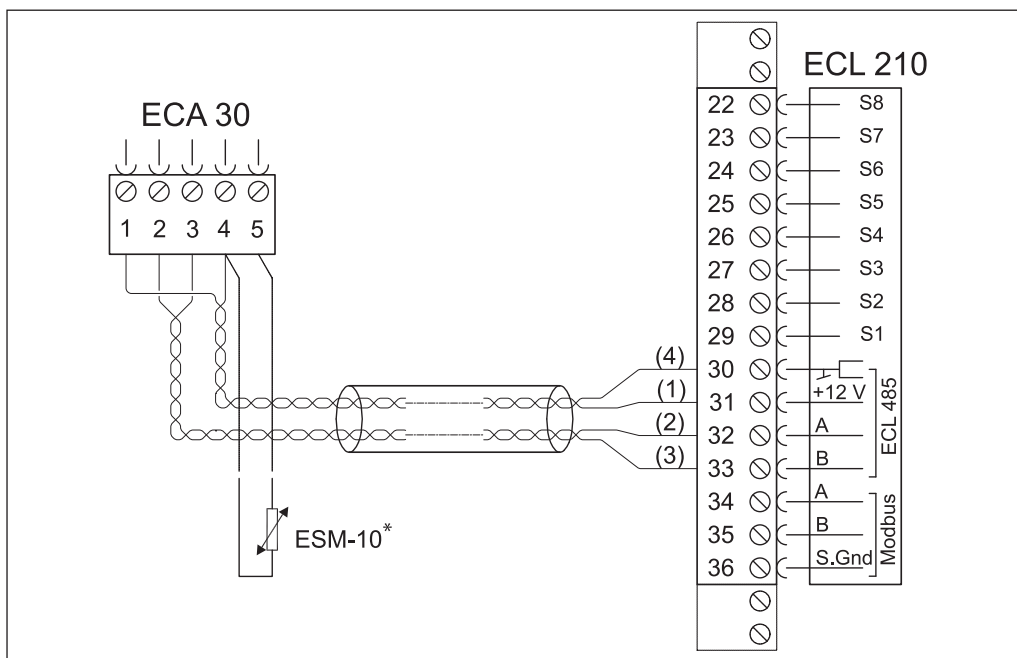 ECA 30
1 2 3 4 5
ESM-10*
ECL 210
22 S8
23 S7
24 S6
25 S5
26 S4
27 S3
28 S2
29 S1
(4) 30
(1) 31 +12 V
(2) 32 A
(3) 33 B
ECL 485
34 A
35 B
36 S.Gnd
Modbus